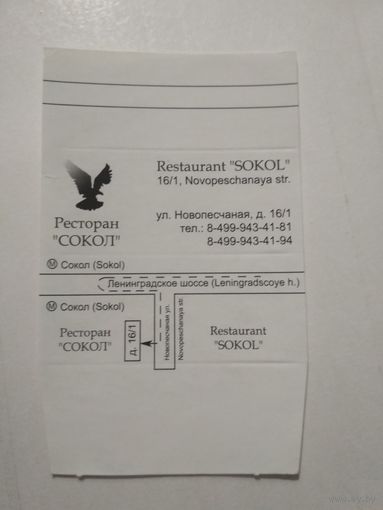 Restaurant "SOKOL"
16/1, Novopeschanaya str.
Ресторан
"СОКОЛ"
ул. Новопесчаная, д. 16/1
тел.: 8-499-943-41-81
8-499-943-41-94
М Сокол (Sokol)
Ленинградское шоссе (Leningradscoye h.)
М Сокол (Sokol)
Ресторан
"СОКОЛ"
д. 16/1
Новопесчаная ул.
Novopeschanaya str.
Restaurant
"SOKOL"